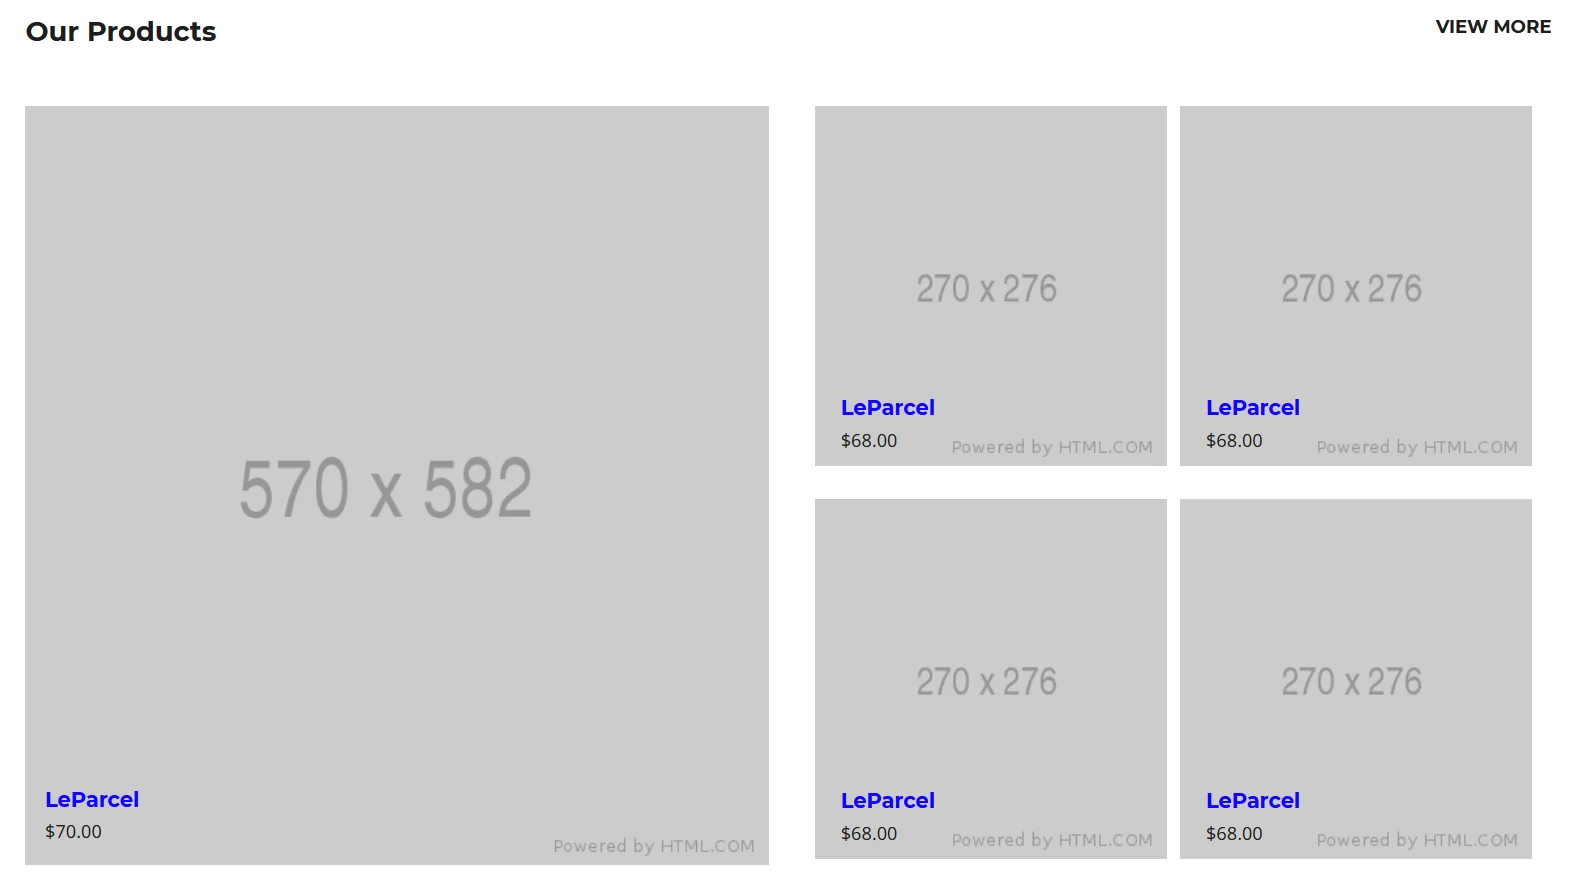 Our Products
VIEW MORE
570 x 582
LeParcel
$70.00
Powered by HTML.COM
270 x 276
LeParcel
$68.00
Powered by HTML.COM
270 x 276
LeParcel
$68.00
Powered by HTML.COM
270 x 276
LeParcel
$68.00
Powered by HTML.COM
270 x 276
LeParcel
$68.00
Powered by HTML.COM